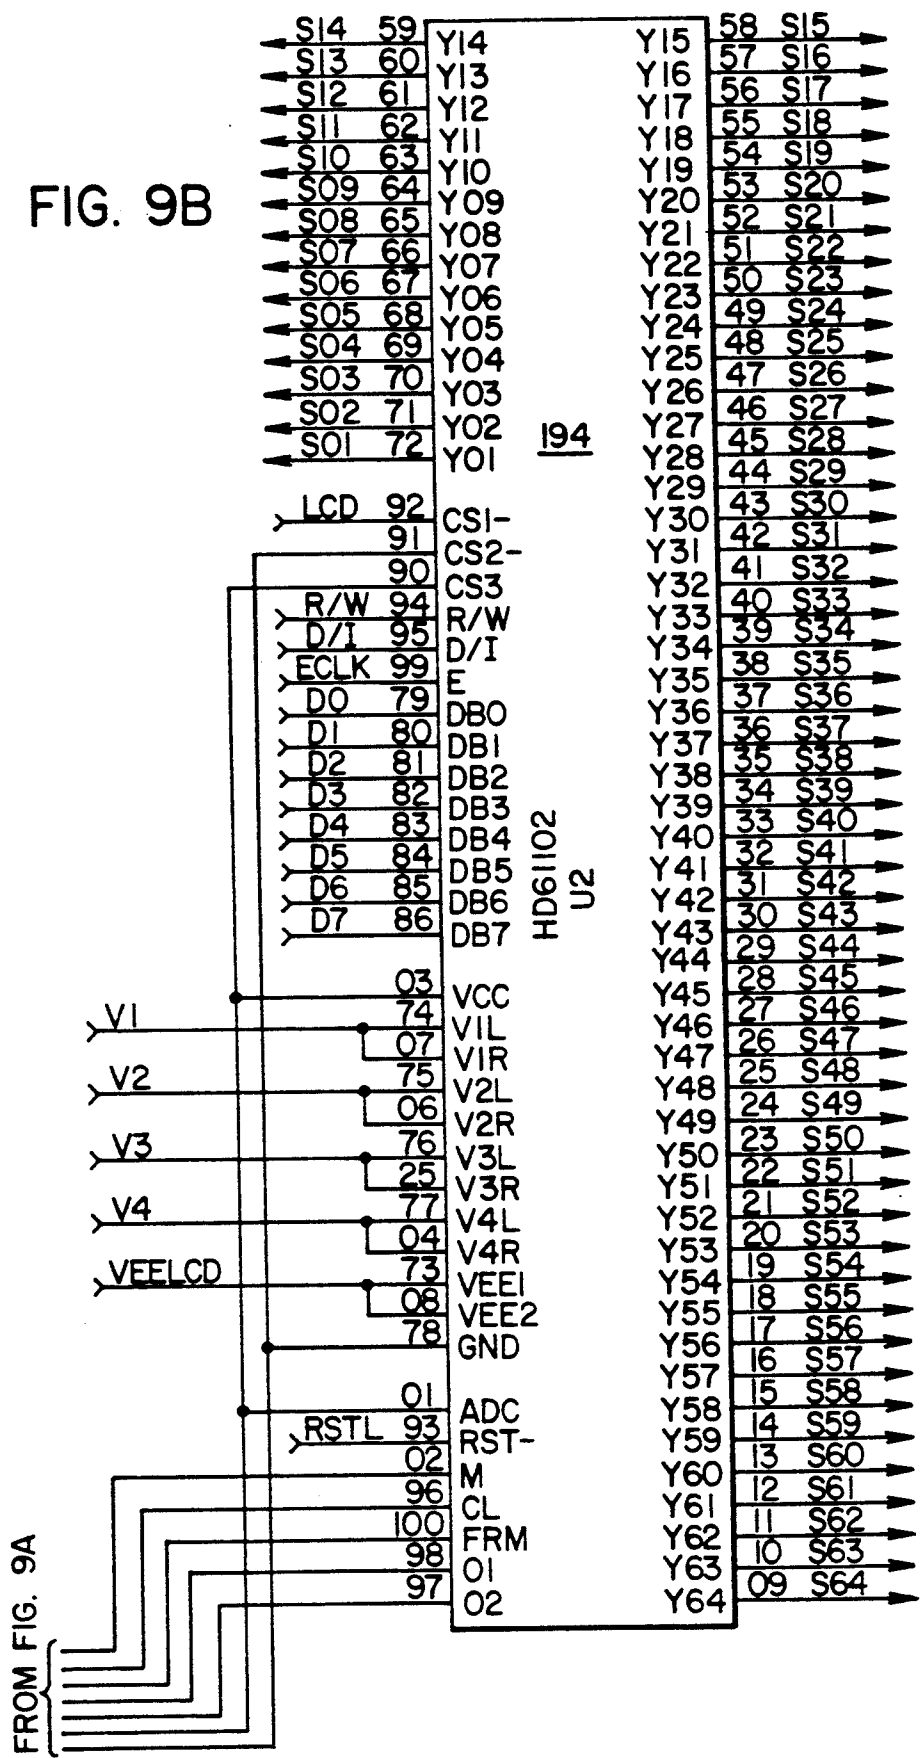 FIG. 9B
S14 59 Y14
S13 60 Y13
S12 61 Y12
S11 62 Y11
S10 63 Y10
S09 64 Y09
S08 65 Y08
S07 66 Y07
S06 67 Y06
S05 68 Y05
S04 69 Y04
S03 70 Y03
S02 71 Y02
S01 72 Y01
LCD 92 CS1-
91 CS2-
90 CS3
R/W 94 R/W
D/I 95 D/I
ECLK 99 E
D0 79 DB0
D1 80 DB1
D2 81 DB2
D3 82 DB3
D4 83 DB4
D5 84 DB5
D6 85 DB6
D7 86 DB7
03 VCC
V1 74 V1L
07 V1R
V2 75 V2L
06 V2R
V3 76 V3L
25 V3R
V4 77 V4L
04 V4R
VEELCD 73 VEE1
08 VEE2
78 GND
01 ADC
RSTL 93 RST-
02 M
96 CL
100 FRM
98 O1
97 O2
FROM FIG. 9A
194
HD61102
U2
Y15 58 S15
Y16 57 S16
Y17 56 S17
Y18 55 S18
Y19 54 S19
Y20 53 S20
Y21 52 S21
Y22 51 S22
Y23 50 S23
Y24 49 S24
Y25 48 S25
Y26 47 S26
Y27 46 S27
Y28 45 S28
Y29 44 S29
Y30 43 S30
Y31 42 S31
Y32 41 S32
Y33 40 S33
Y34 39 S34
Y35 38 S35
Y36 37 S36
Y37 36 S37
Y38 35 S38
Y39 34 S39
Y40 33 S40
Y41 32 S41
Y42 31 S42
Y43 30 S43
Y44 29 S44
Y45 28 S45
Y46 27 S46
Y47 26 S47
Y48 25 S48
Y49 24 S49
Y50 23 S50
Y51 22 S51
Y52 21 S52
Y53 20 S53
Y54 19 S54
Y55 18 S55
Y56 17 S56
Y57 16 S57
Y58 15 S58
Y59 14 S59
Y60 13 S60
Y61 12 S61
Y62 11 S62
Y63 10 S63
Y64 09 S64